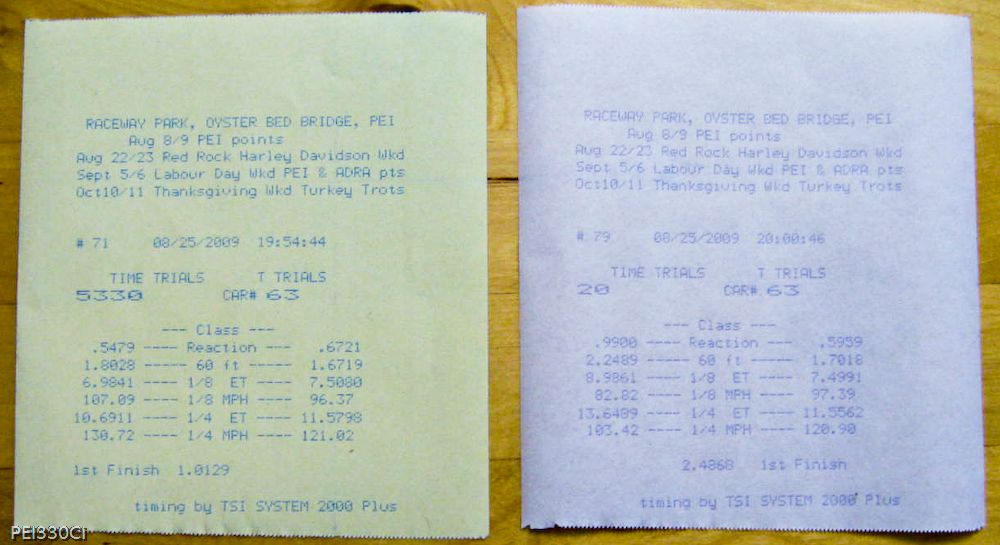 RACEWAY PARK, OYSTER BED BRIDGE, PEI
Aug 8/9 PEI points
Aug 22/23 Red Rock Harley Davidson Wkd
Sept 5/6 Labour Day Wkd PEI & ADRA pts
Oct10/11 Thanksgiving Wkd Turkey Trots
# 71 08/25/2009 19:54:44
TIME TRIALS T TRIALS
5330 CAR# 63
--- Class ---
.5479 ---- Reaction --- .6721
1.8028 ----- 60 ft ---- 1.6719
6.9841 ---- 1/8 ET ---- 7.5080
107.09 ---- 1/8 MPH ---- 96.37
10.6911 ---- 1/4 ET ---- 11.5798
130.72 ---- 1/4 MPH ---- 121.02
1st Finish 1.0129
timing by TSI SYSTEM 2000 Plus
RACEWAY PARK, OYSTER BED BRIDGE, PEI
Aug 8/9 PEI points
Aug 22/23 Red Rock Harley Davidson Wkd
Sept 5/6 Labour Day Wkd PEI & ADRA pts
Oct10/11 Thanksgiving Wkd Turkey Trots
# 79 08/25/2009 20:00:46
TIME TRIALS T TRIALS
20 CAR# 63
--- Class ---
.9900 ---- Reaction --- .5959
2.2489 ----- 60 ft ---- 1.7018
8.9861 ---- 1/8 ET ---- 7.4991
82.82 ---- 1/8 MPH ---- 97.39
13.6489 ---- 1/4 ET ---- 11.5562
103.42 ---- 1/4 MPH ---- 120.90
2.4868 1st Finish
timing by TSI SYSTEM 2000 Plus
PEI330CI